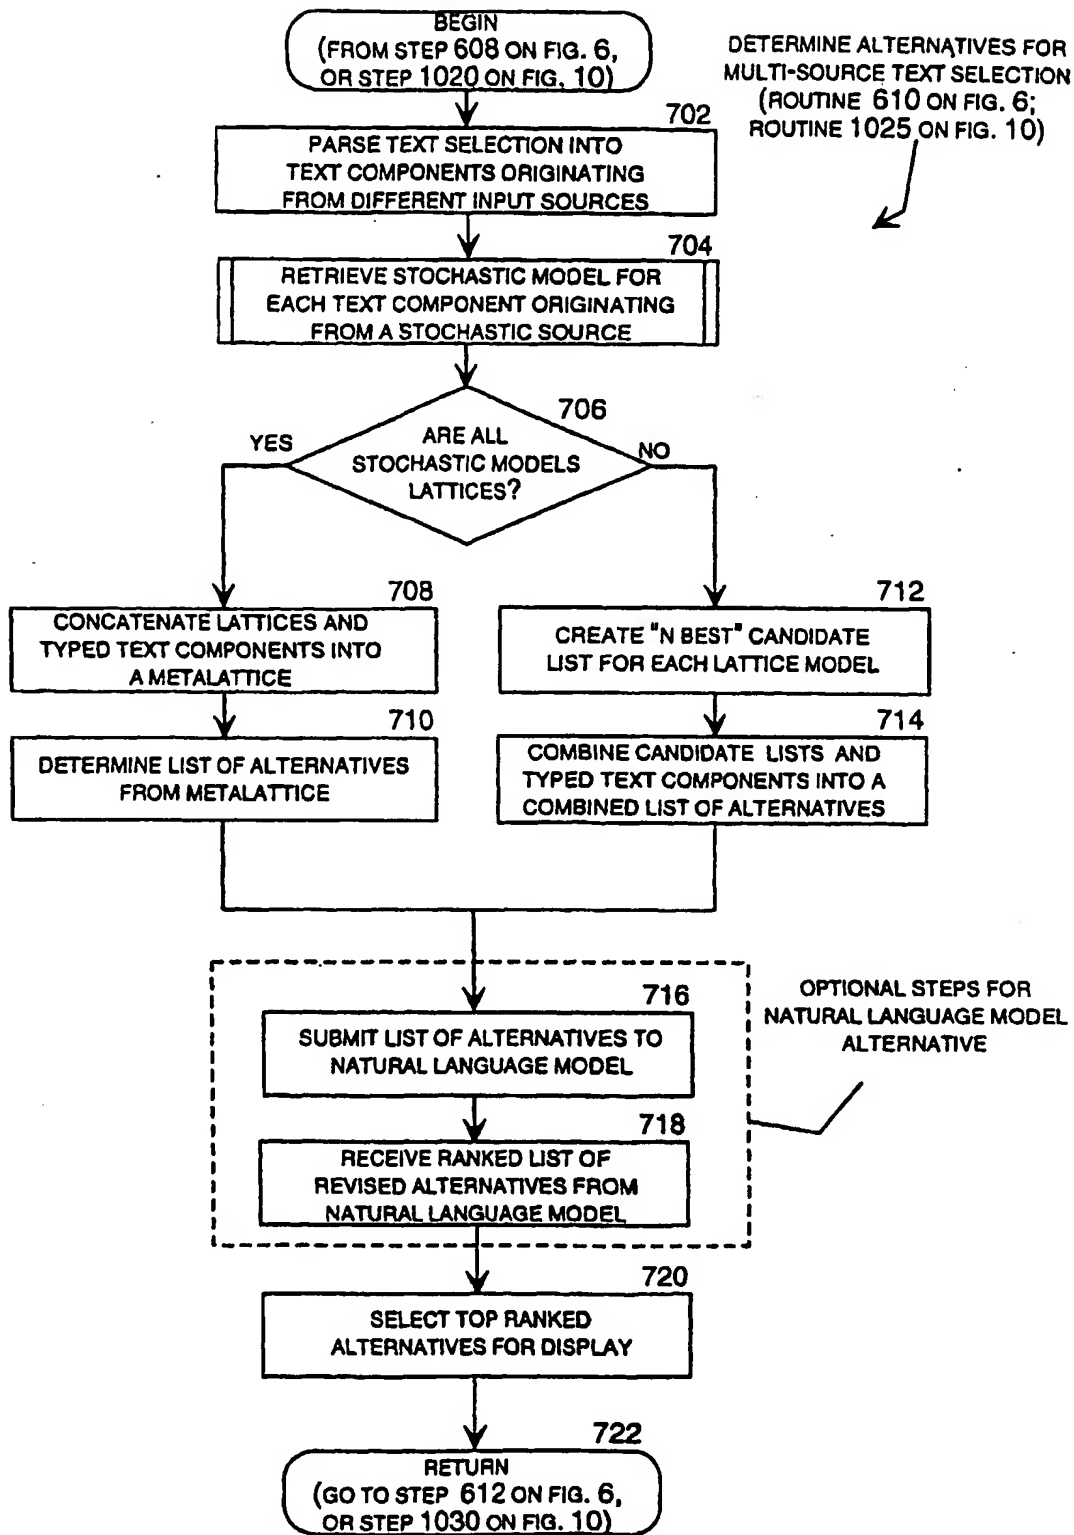 BEGIN
(FROM STEP 608 ON FIG. 6,
OR STEP 1020 ON FIG. 10)
DETERMINE ALTERNATIVES FOR
MULTI-SOURCE TEXT SELECTION
(ROUTINE 610 ON FIG. 6;
ROUTINE 1025 ON FIG. 10)
702
PARSE TEXT SELECTION INTO
TEXT COMPONENTS ORIGINATING
FROM DIFFERENT INPUT SOURCES
704
RETRIEVE STOCHASTIC MODEL FOR
EACH TEXT COMPONENT ORIGINATING
FROM A STOCHASTIC SOURCE
706
ARE ALL
STOCHASTIC MODELS
LATTICES?
YES
NO
708
CONCATENATE LATTICES AND
TYPED TEXT COMPONENTS INTO
A METALATTICE
710
DETERMINE LIST OF ALTERNATIVES
FROM METALATTICE
712
CREATE "N BEST" CANDIDATE
LIST FOR EACH LATTICE MODEL
714
COMBINE CANDIDATE LISTS AND
TYPED TEXT COMPONENTS INTO A
COMBINED LIST OF ALTERNATIVES
716
SUBMIT LIST OF ALTERNATIVES TO
NATURAL LANGUAGE MODEL
718
RECEIVE RANKED LIST OF
REVISED ALTERNATIVES FROM
NATURAL LANGUAGE MODEL
OPTIONAL STEPS FOR
NATURAL LANGUAGE MODEL
ALTERNATIVE
720
SELECT TOP RANKED
ALTERNATIVES FOR DISPLAY
722
RETURN
(GO TO STEP 612 ON FIG. 6,
OR STEP 1030 ON FIG. 10)